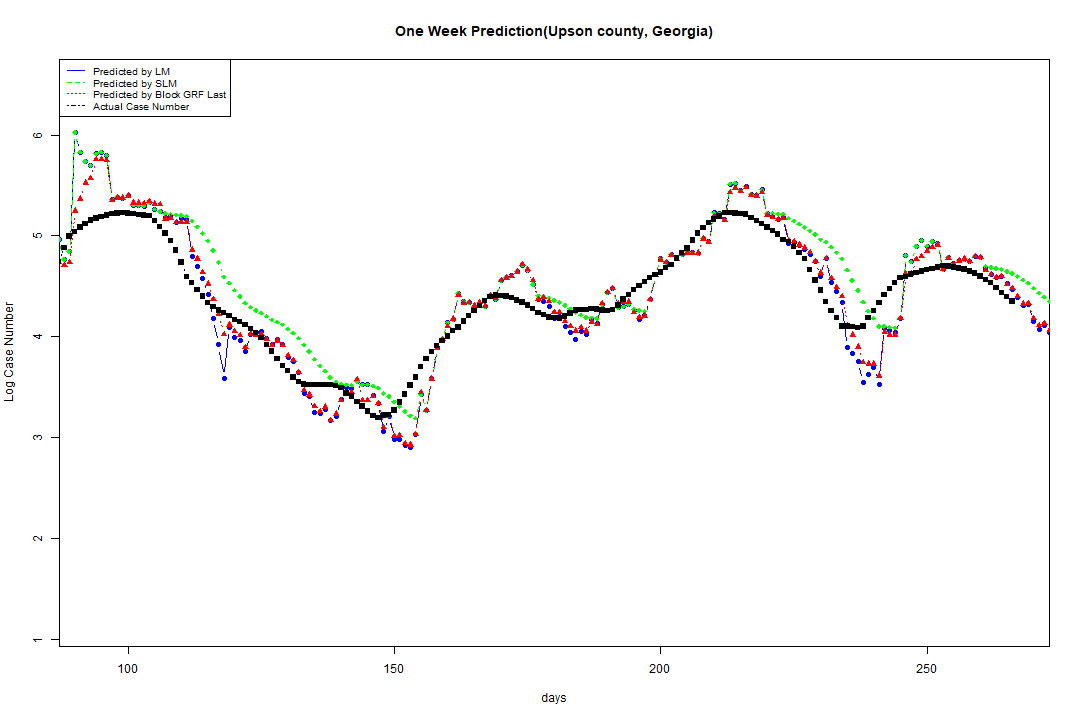 One Week Prediction(Upson county, Georgia)
Predicted by LM
Predicted by SLM
Predicted by Block GRF Last
Actual Case Number
6
5
4
3
2
1
Log Case Number
100 150 200 250
days